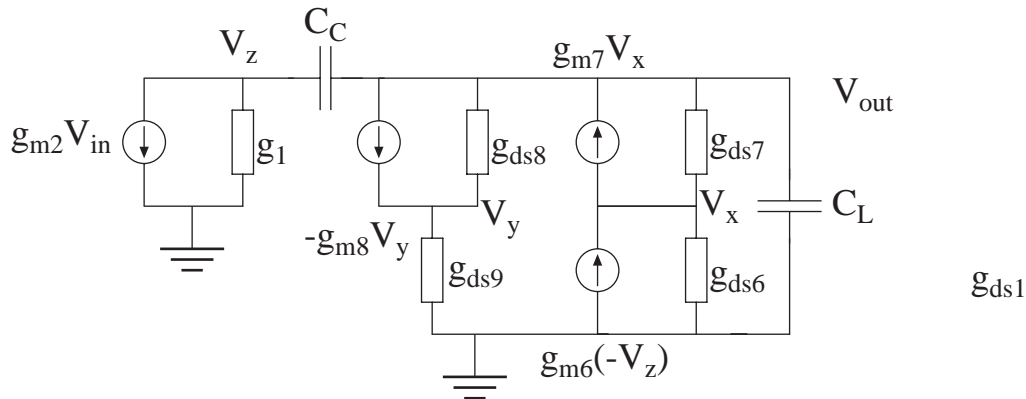 C_C
V_z
g_m7V_x
V_out
g_m2V_in
g_1
g_ds8
g_ds7
V_y
V_x
C_L
-g_m8V_y
g_ds9
g_ds6
g_ds1
g_m6(-V_z)